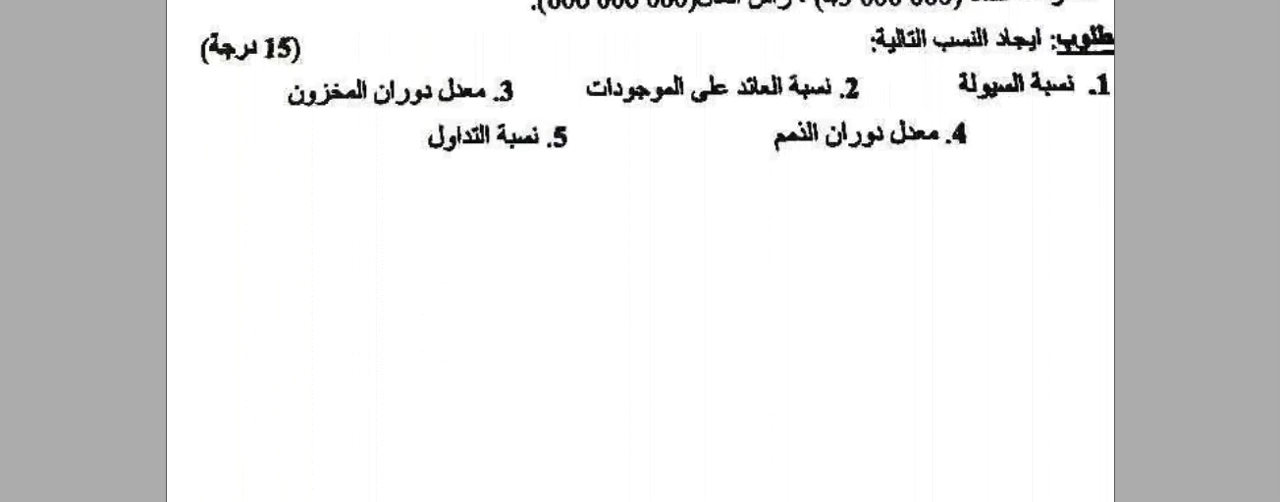 طلوب: ايجاد النسب التالية: (15 درجة)
1. نسبة السيولة 2. نسبة العائد على الموجودات 3. معدل دوران المخزون
4. معدل دوران الذمم 5. نسبة التداول